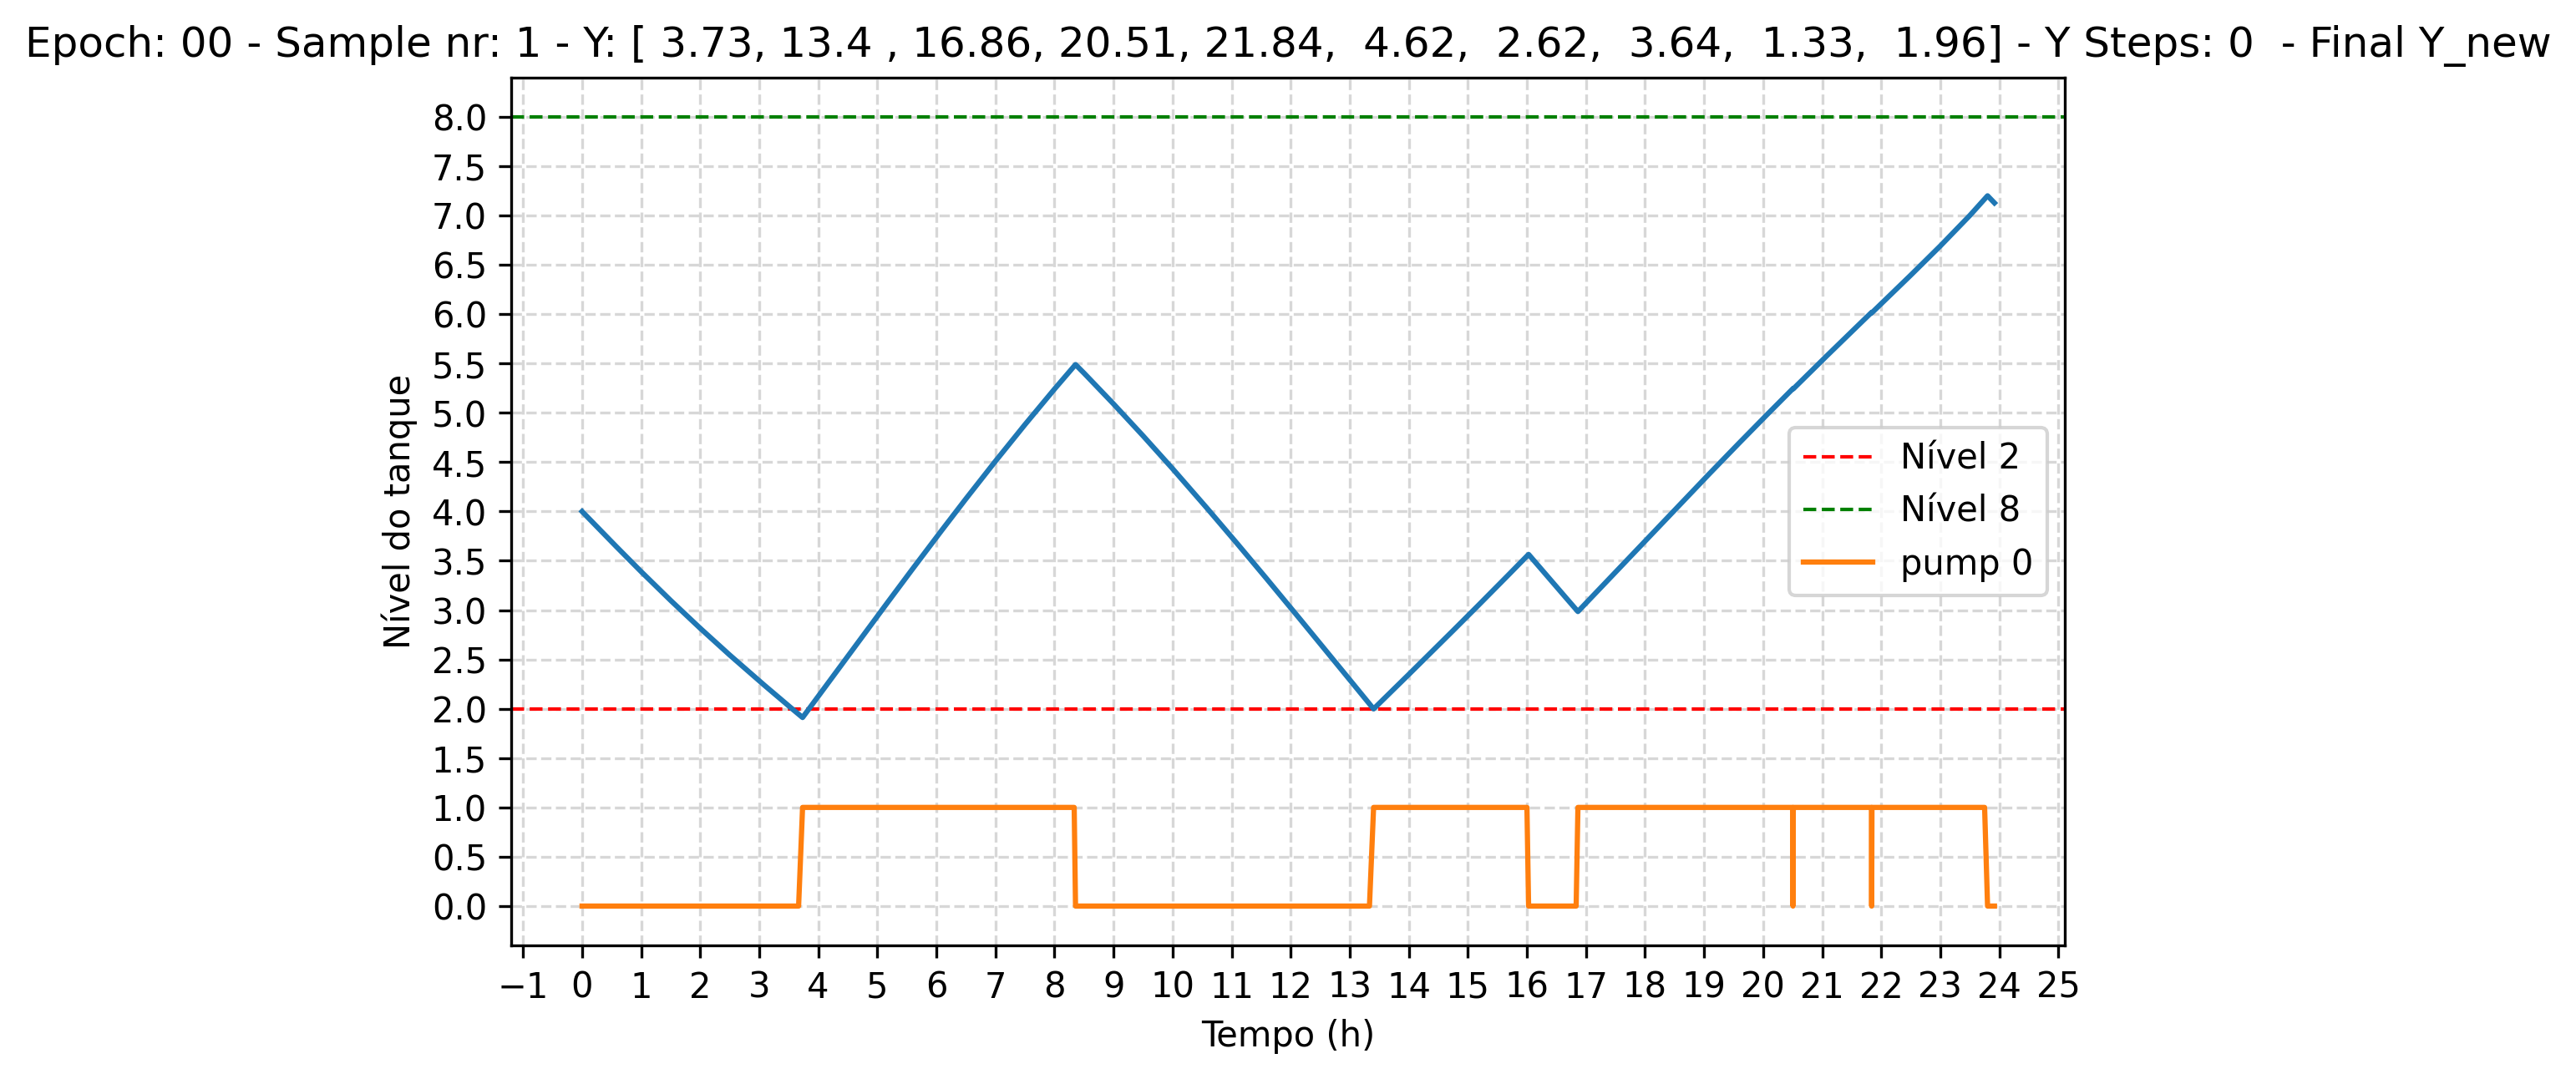 Epoch: 00 - Sample nr: 1 - Y: [ 3.73, 13.4 , 16.86, 20.51, 21.84,  4.62,  2.62,  3.64,  1.33,  1.96] - Y Steps: 0  - Final Y_new
8.0
7.5
7.0
6.5
6.0
5.5
5.0
4.5
4.0
3.5
3.0
2.5
2.0
1.5
1.0
0.5
0.0
Nível do tanque
Nível 2
Nível 8
pump 0
−1 0 1 2 3 4 5 6 7 8 9 10 11 12 13 14 15 16 17 18 19 20 21 22 23 24 25
Tempo (h)